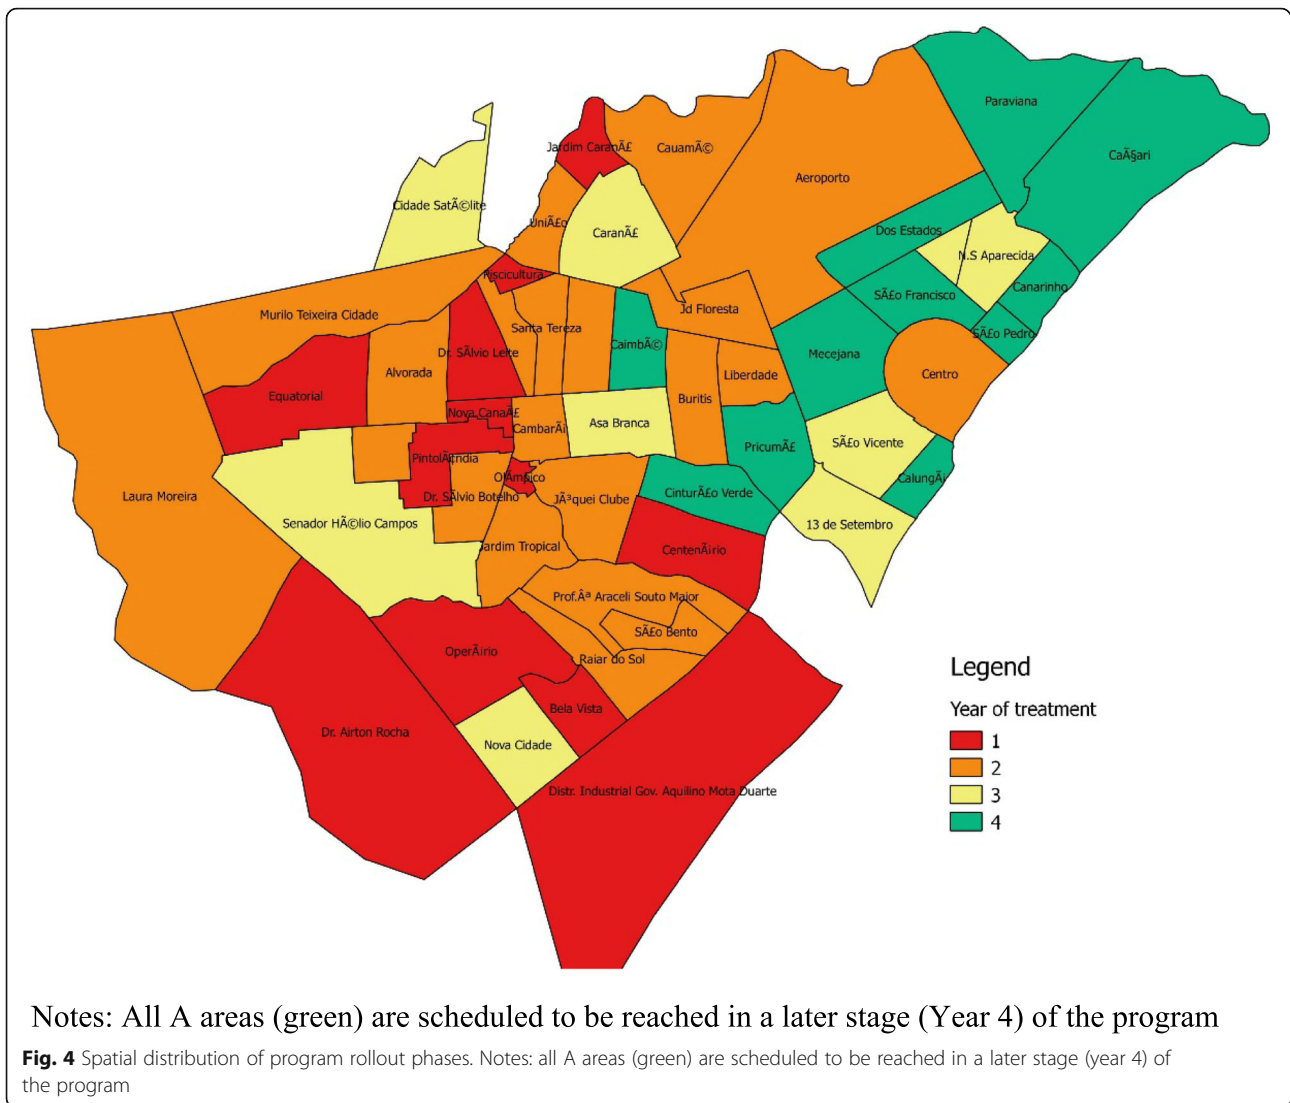 Paraviana
Jardim CaranÃ£
CauamÃ©
CaÃ§ari
Aeroporto
Cidade SatÃ©lite
UniÃ£o
CaranÃ£
Dos Estados
N.S Aparecida
Piscicultura
Canarinho
SÃ£o Francisco
Murilo Teixeira Cidade
Santa Tereza
Jd Floresta
SÃ£o Pedro
CaimbÃ©
Dr. SÃ­lvio Leite
Mecejana
Alvorada
Liberdade
Centro
Equatorial
Buritis
Nova CanaÃ£
CambarÃ¡
Asa Branca
SÃ£o Vicente
PricumÃ£
PintolÃ¢ndia
OlÃ­mpico
CalungÃ¡
Laura Moreira
Dr. SÃ­lvio Botelho
JÃ³quei Clube
CinturÃ£o Verde
Senador HÃ©lio Campos
13 de Setembro
Jardim Tropical
CentenÃ¡rio
Prof.Âª Araceli Souto Maior
SÃ£o Bento
OperÃ¡rio
Raiar do Sol
Bela Vista
Dr. Airton Rocha
Nova Cidade
Distr. Industrial Gov. Aquilino Mota Duarte
Legend
Year of treatment
1
2
3
4
Notes: All A areas (green) are scheduled to be reached in a later stage (Year 4) of the program
Fig. 4 Spatial distribution of program rollout phases. Notes: all A areas (green) are scheduled to be reached in a later stage (year 4) of
the program